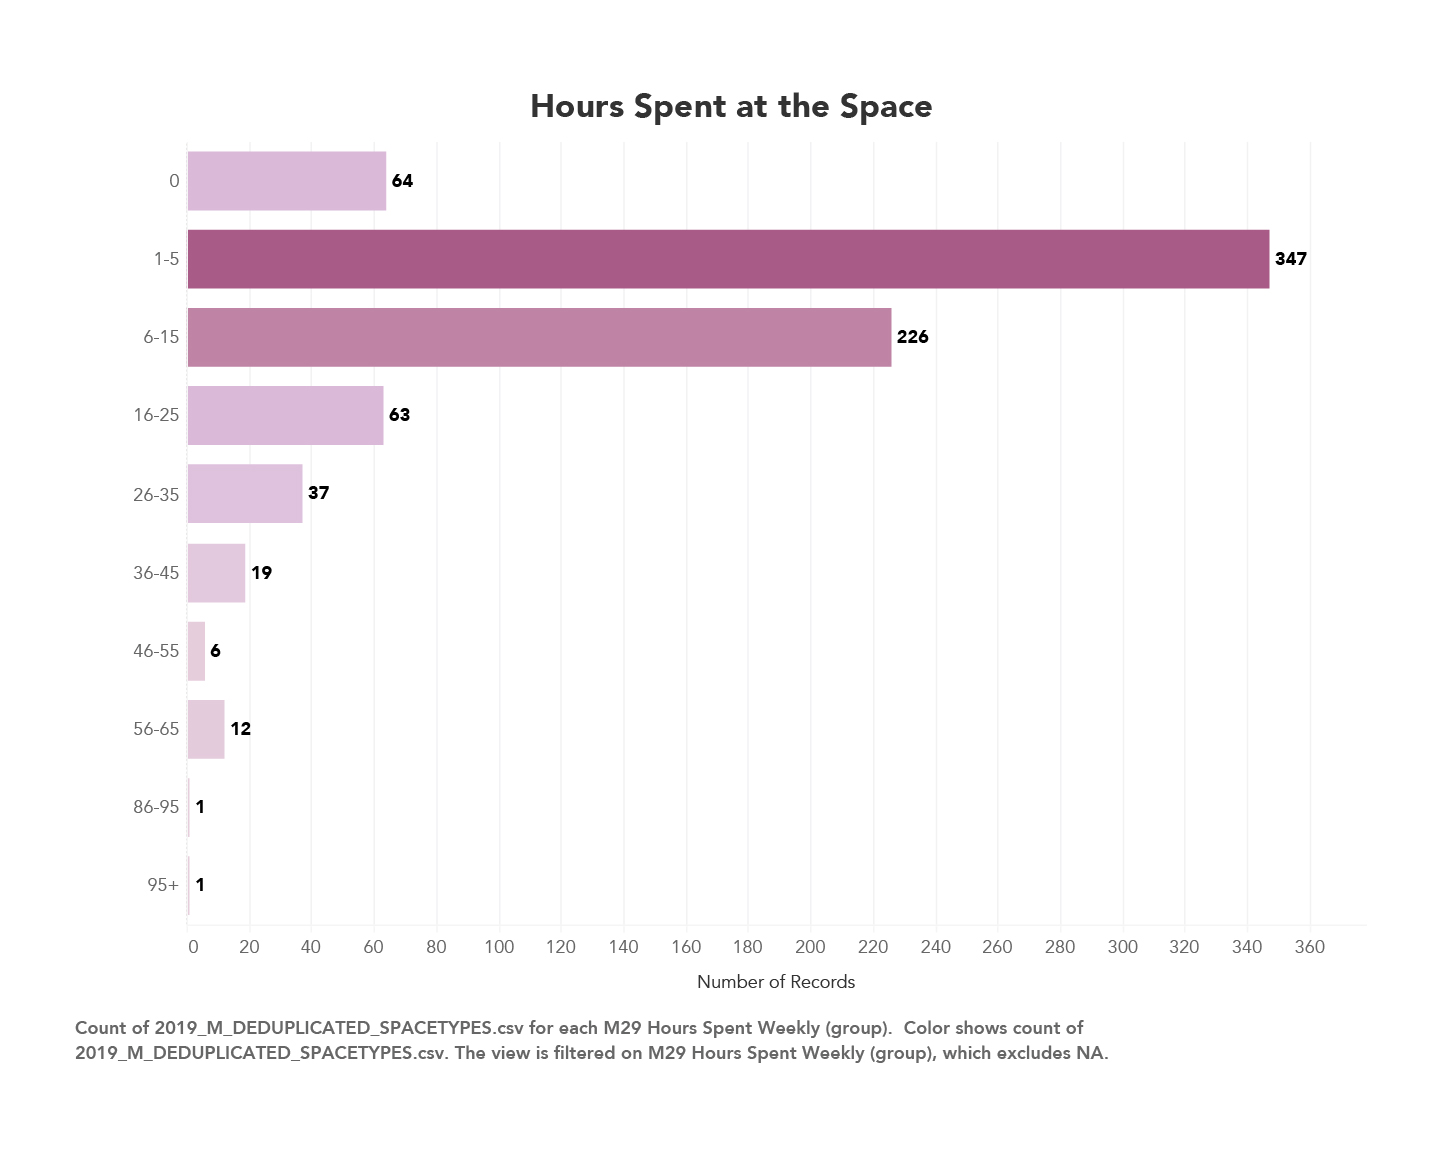 Hours Spent at the Space
0 64
1-5 347
6-15 226
16-25 63
26-35 37
36-45 19
46-55 6
56-65 12
86-95 1
95+ 1
0 20 40 60 80 100 120 140 160 180 200 220 240 260 280 300 320 340 360
Number of Records
Count of 2019_M_DEDUPLICATED_SPACETYPES.csv for each M29 Hours Spent Weekly (group).  Color shows count of
2019_M_DEDUPLICATED_SPACETYPES.csv. The view is filtered on M29 Hours Spent Weekly (group), which excludes NA.